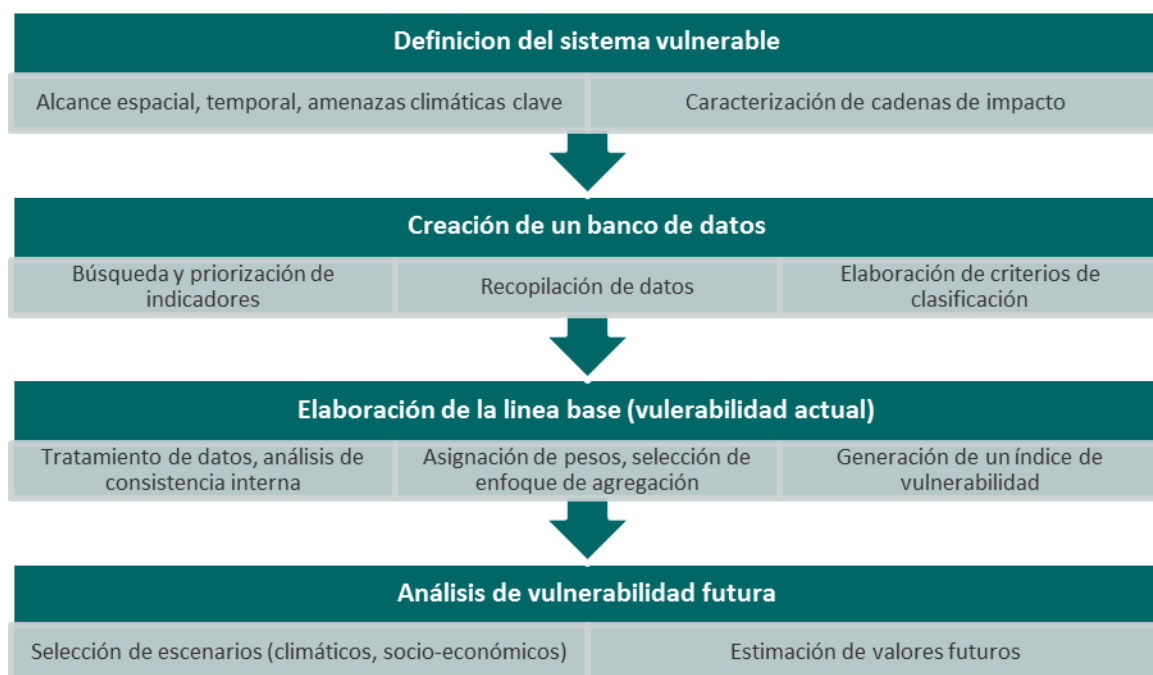 Definicion del sistema vulnerable
Alcance espacial, temporal, amenazas climáticas clave
Caracterización de cadenas de impacto
Creación de un banco de datos
Búsqueda y priorización de
indicadores
Recopilación de datos
Elaboración de criterios de
clasificación
Elaboración de la linea base (vulerabilidad actual)
Tratamiento de datos, análisis de
consistencia interna
Asignación de pesos, selección de
enfoque de agregación
Generación de un índice de
vulnerabilidad
Análisis de vulnerabilidad futura
Selección de escenarios (climáticos, socio-económicos)
Estimación de valores futuros